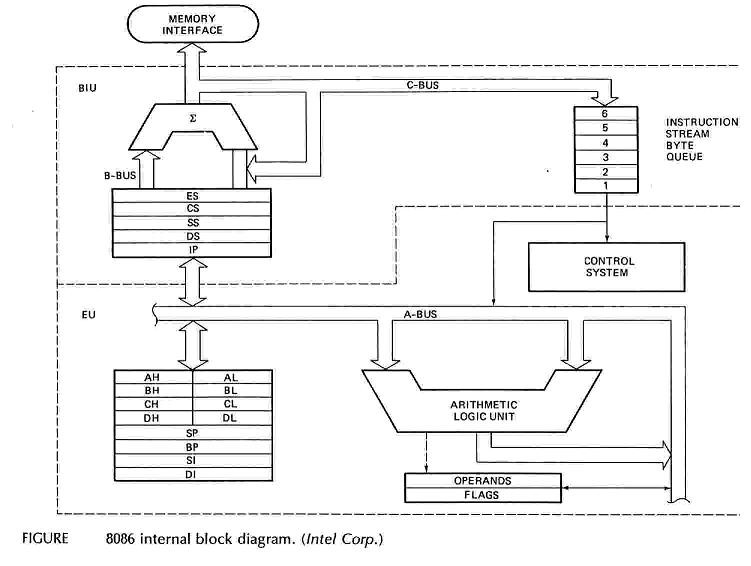 MEMORY
INTERFACE
BIU
C-BUS
Σ
B-BUS
6
5
4
3
2
1
INSTRUCTION
STREAM
BYTE
QUEUE
ES
CS
SS
DS
IP
CONTROL
SYSTEM
EU
A-BUS
AH AL
BH BL
CH CL
DH DL
SP
BP
SI
DI
ARITHMETIC
LOGIC UNIT
OPERANDS
FLAGS
FIGURE 8086 internal block diagram. (Intel Corp.)